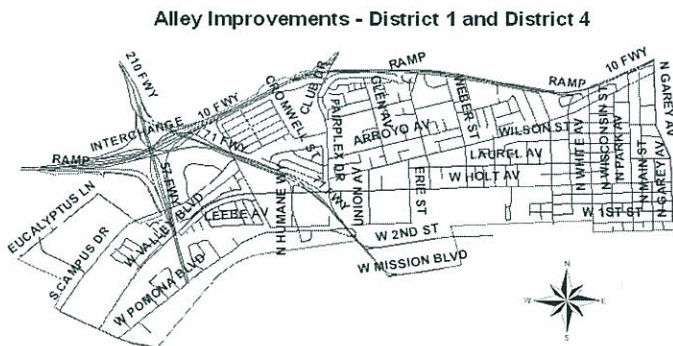 Alley Improvements - District 1 and District 4
210 FWY
10 FWY
INTERCHANGE
RAMP
57 FWY
71 FWY
CROMWELL ST
CLUB DR
RAMP
FAIRPLEX DR
GLEN AV
ARROYO AV
WEBER ST
WILSON ST
RAMP
10 FWY
N GAREY AV
LAUREL AV
W HOLT AV
N WHITE AV
N WISCONSIN ST
N PARK AV
N MAIN ST
N GAREY AV
EUCALYPTUS LN
S CAMPUS DR
W VALLEY BLVD
LEEBE AV
N HUMANE W
UNION AV
ERIE ST
W 1ST ST
W 2ND ST
W MISSION BLVD
W POMONA BLVD
N
W
E
S